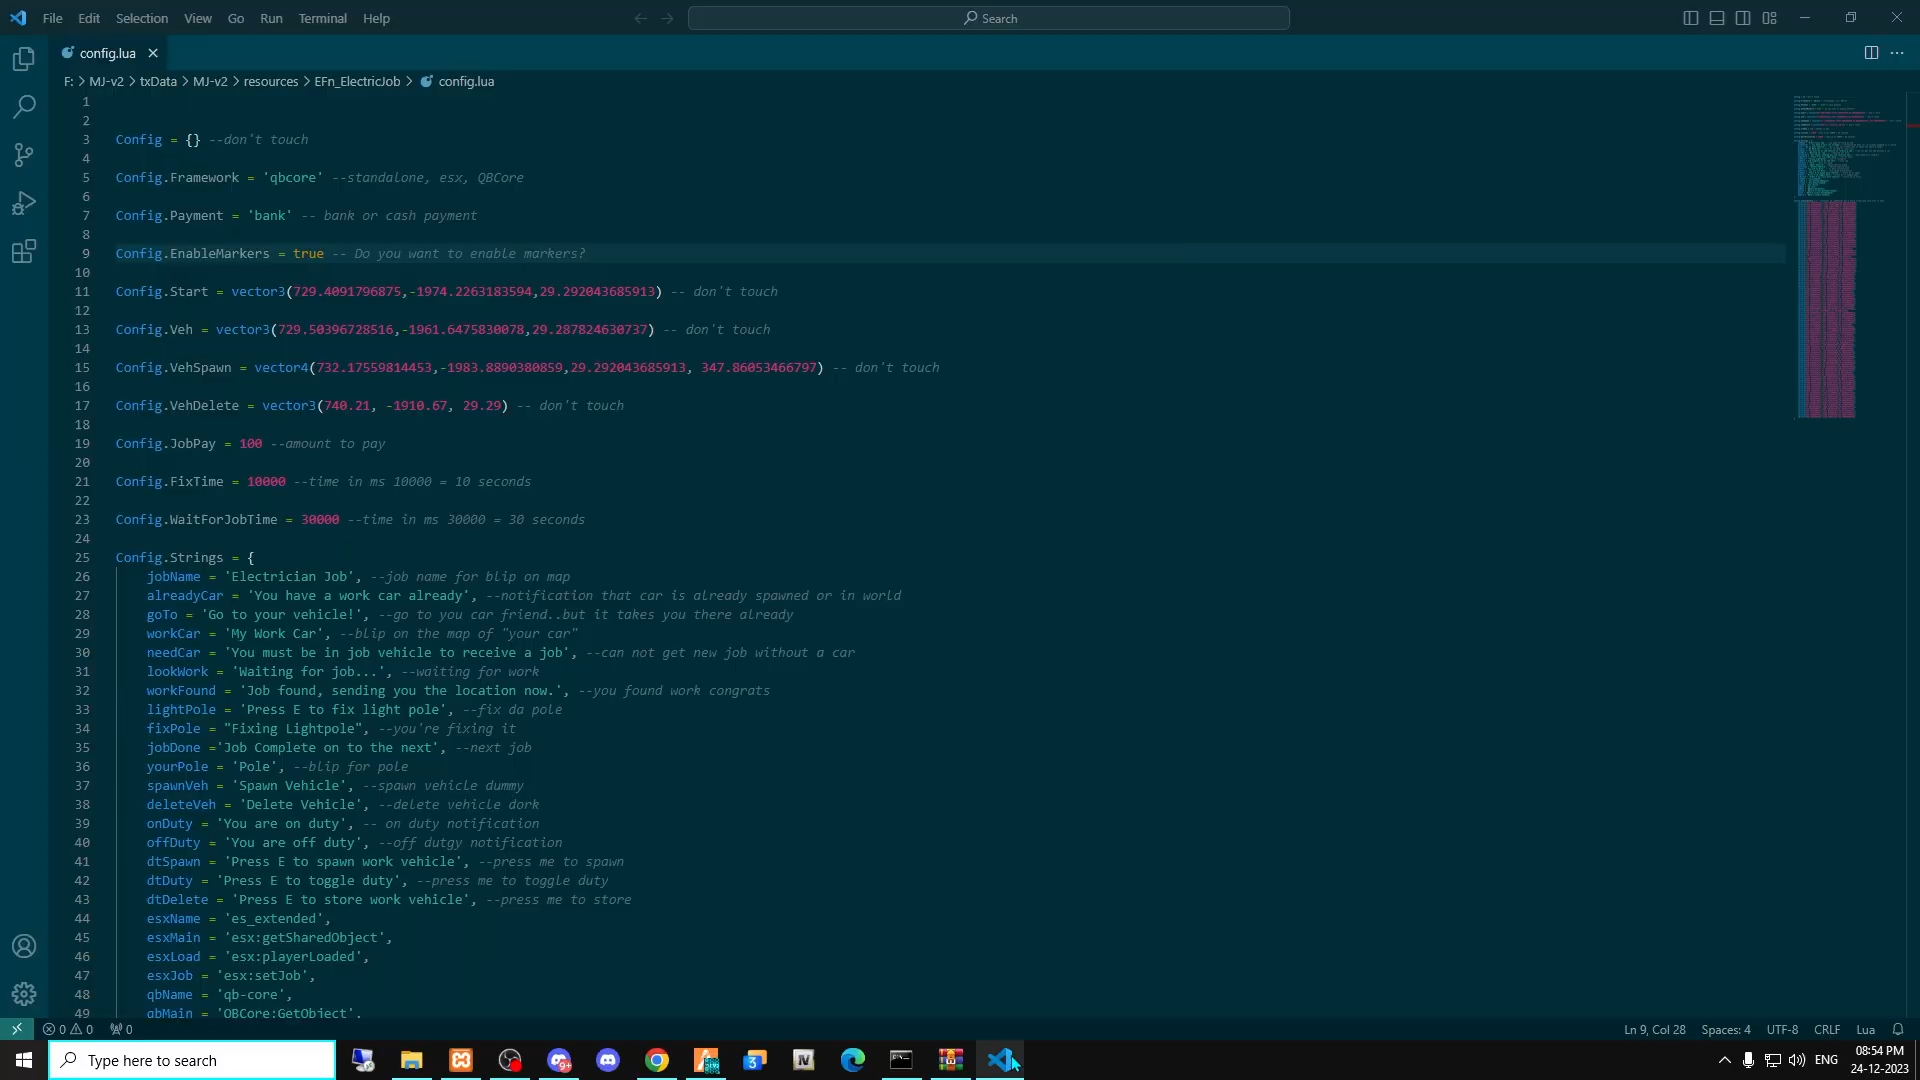 File Edit Selection View Go Run Terminal Help
Search
config.lua
F: > MJ-v2 > txData > MJ-v2 > resources > EFn_ElectricJob > config.lua
1
2
3 Config = {} --don't touch
4
5 Config.Framework = 'qbcore' --standalone, esx, QBCore
6
7 Config.Payment = 'bank' -- bank or cash payment
8
9 Config.EnableMarkers = true -- Do you want to enable markers?
10
11 Config.Start = vector3(729.4091796875,-1974.2263183594,29.292043685913) -- don't touch
12
13 Config.Veh = vector3(729.50396728516,-1961.6475830078,29.287824630737) -- don't touch
14
15 Config.VehSpawn = vector4(732.17559814453,-1983.8890380859,29.292043685913, 347.86053466797) -- don't touch
16
17 Config.VehDelete = vector3(740.21, -1910.67, 29.29) -- don't touch
18
19 Config.JobPay = 100 --amount to pay
20
21 Config.FixTime = 10000 --time in ms 10000 = 10 seconds
22
23 Config.WaitForJobTime = 30000 --time in ms 30000 = 30 seconds
24
25 Config.Strings = {
26 jobName = 'Electrician Job', --job name for blip on map
27 alreadyCar = 'You have a work car already', --notification that car is already spawned or in world
28 goTo = 'Go to your vehicle!', --go to you car friend..but it takes you there already
29 workCar = 'My Work Car', --blip on the map of "your car"
30 needCar = 'You must be in job vehicle to receive a job', --can not get new job without a car
31 lookWork = 'Waiting for job...', --waiting for work
32 workFound = 'Job found, sending you the location now.', --you found work congrats
33 lightPole = 'Press E to fix light pole', --fix da pole
34 fixPole = "Fixing Lightpole", --you're fixing it
35 jobDone ='Job Complete on to the next', --next job
36 yourPole = 'Pole', --blip for pole
37 spawnVeh = 'Spawn Vehicle', --spawn vehicle dummy
38 deleteVeh = 'Delete Vehicle', --delete vehicle dork
39 onDuty = 'You are on duty', -- on duty notification
40 offDuty = 'You are off duty', --off dutgy notification
41 dtSpawn = 'Press E to spawn work vehicle', --press me to spawn
42 dtDuty = 'Press E to toggle duty', --press me to toggle duty
43 dtDelete = 'Press E to store work vehicle', --press me to store
44 esxName = 'es_extended',
45 esxMain = 'esx:getSharedObject',
46 esxLoad = 'esx:playerLoaded',
47 esxJob = 'esx:setJob',
48 qbName = 'qb-core',
49 qbMain = 'QBCore:GetObject',
0 0 0 Ln 9, Col 28 Spaces: 4 UTF-8 CRLF Lua
Type here to search
9+
3
ENG
08:54 PM
24-12-2023